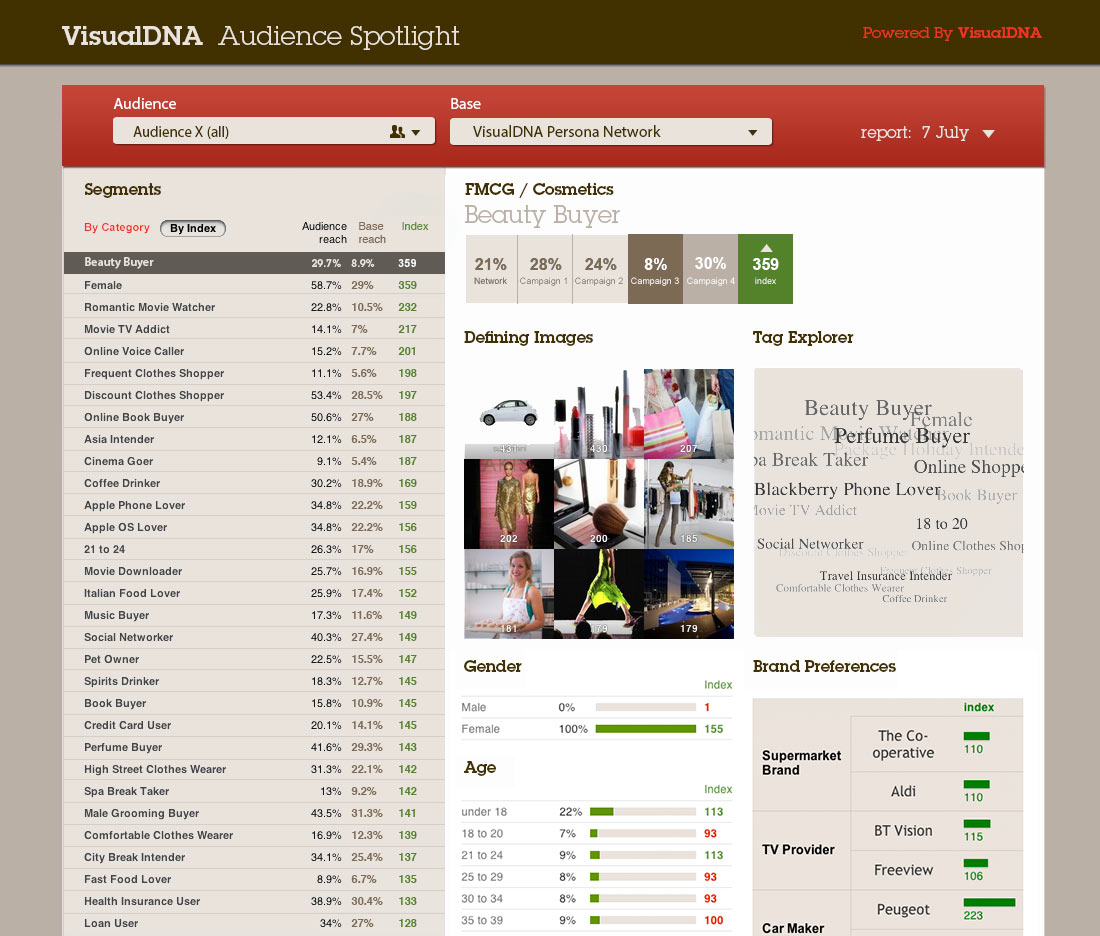 VisualDNA Audience Spotlight
Powered By VisualDNA
Audience
Base
Audience X (all)
VisualDNA Persona Network
report: 7 July
Segments
By Category
By Index
Audience reach
Base reach
Index
Beauty Buyer 29.7% 8.9% 359
Female 58.7% 29% 359
Romantic Movie Watcher 22.8% 10.5% 232
Movie TV Addict 14.1% 7% 217
Online Voice Caller 15.2% 7.7% 201
Frequent Clothes Shopper 11.1% 5.6% 198
Discount Clothes Shopper 53.4% 28.5% 197
Online Book Buyer 50.6% 27% 188
Asia Intender 12.1% 6.5% 187
Cinema Goer 9.1% 5.4% 187
Coffee Drinker 30.2% 18.9% 169
Apple Phone Lover 34.8% 22.2% 159
Apple OS Lover 34.8% 22.2% 156
21 to 24 26.3% 17% 156
Movie Downloader 25.7% 16.9% 155
Italian Food Lover 25.9% 17.4% 152
Music Buyer 17.3% 11.6% 149
Social Networker 40.3% 27.4% 149
Pet Owner 22.5% 15.5% 147
Spirits Drinker 18.3% 12.7% 145
Book Buyer 15.8% 10.9% 145
Credit Card User 20.1% 14.1% 145
Perfume Buyer 41.6% 29.3% 143
High Street Clothes Wearer 31.3% 22.1% 142
Spa Break Taker 13% 9.2% 142
Male Grooming Buyer 43.5% 31.3% 141
Comfortable Clothes Wearer 16.9% 12.3% 139
City Break Intender 34.1% 25.4% 137
Fast Food Lover 8.9% 6.7% 135
Health Insurance User 38.9% 30.4% 133
Loan User 34% 27% 128
FMCG / Cosmetics
Beauty Buyer
21% 28% 24% 8% 30% 359
Network Campaign 1 Campaign 2 Campaign 3 Campaign 4 index
Defining Images
430 207
202 200 185
181 179 179
Tag Explorer
Beauty Buyer
Female
Perfume Buyer
Package Holiday Intende
pa Break Taker
Online Shoppe
Blackberry Phone Lover
Book Buyer
Movie TV Addict
18 to 20
Social Networker
Online Clothes Shop
Discount Clothes Shopper
Frequent Clothes Shopper
Travel Insurance Intender
Comfortable Clothes Wearer
Coffee Drinker
Gender
Index
Male 0% 1
Female 100% 155
Age
Index
under 18 22% 113
18 to 20 7% 93
21 to 24 9% 113
25 to 29 8% 93
30 to 34 8% 93
35 to 39 9% 100
Brand Preferences
index
Supermarket Brand
The Co-operative
110
Aldi
110
TV Provider
BT Vision
115
Freeview
106
Car Maker
Peugeot
223